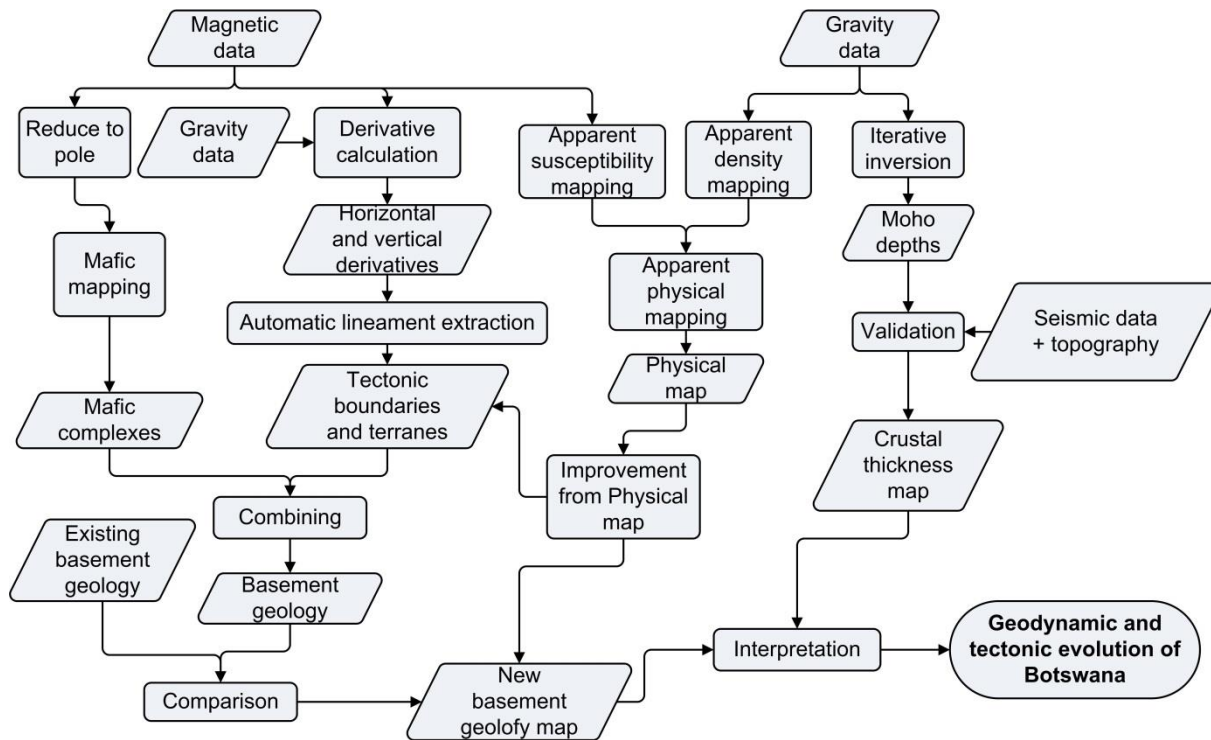 Magnetic
data
Gravity
data
Reduce to
pole
Gravity
data
Derivative
calculation
Apparent
susceptibility
mapping
Apparent
density
mapping
Iterative
inversion
Mafic
mapping
Horizontal
and vertical
derivatives
Moho
depths
Apparent
physical
mapping
Automatic lineament extraction
Validation
Seismic data
+ topography
Mafic
complexes
Tectonic
boundaries
and terranes
Physical
map
Improvement
from Physical
map
Crustal
thickness
map
Combining
Existing
basement
geology
Basement
geology
Comparison
New
basement
geolofy map
Interpretation
Geodynamic and
tectonic evolution of
Botswana